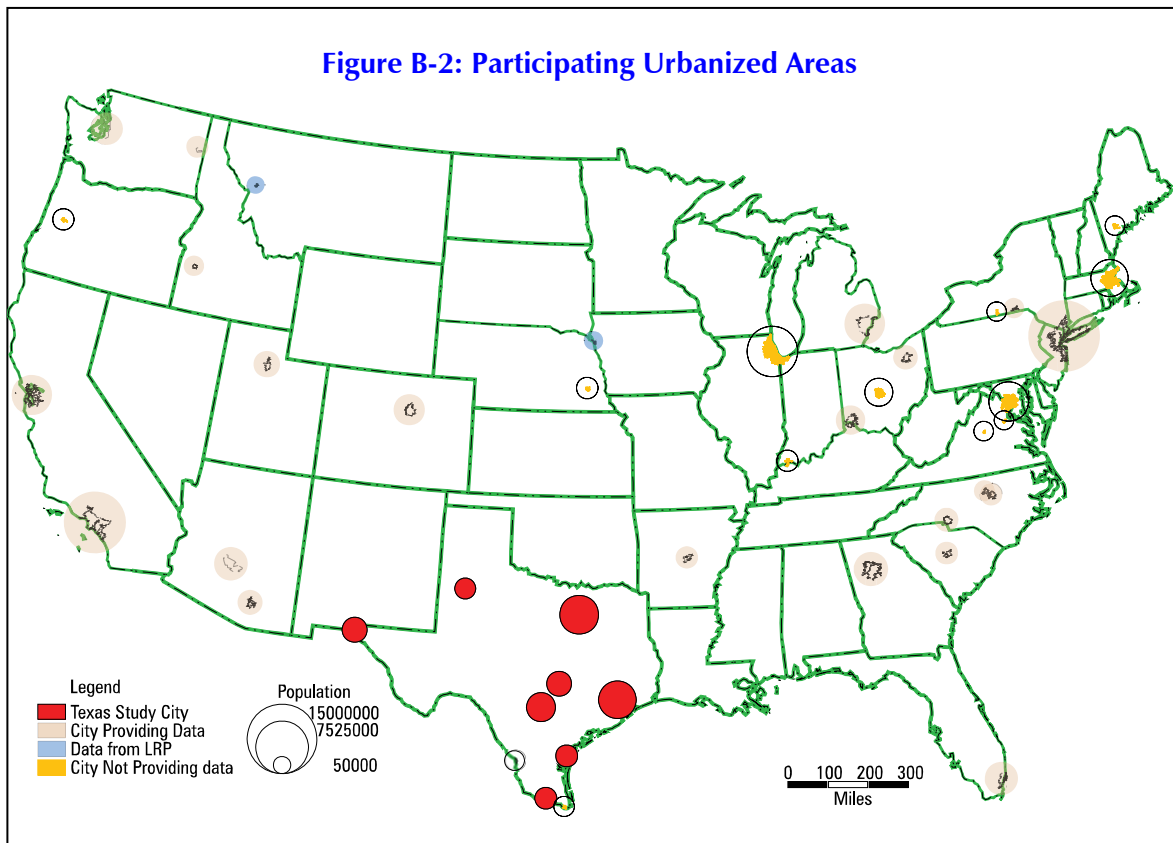 Figure B-2: Participating Urbanized Areas
Legend
Texas Study City
City Providing Data
Data from LRP
City Not Providing data
Population
15000000
7525000
50000
0 100 200 300
Miles